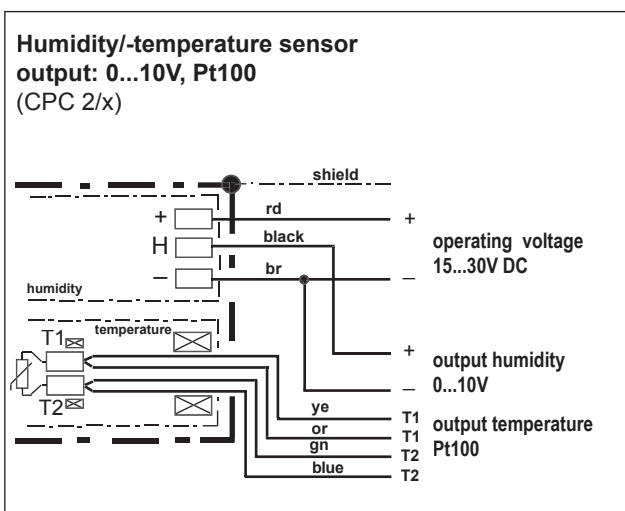 Humidity/-temperature sensor
output: 0...10V, Pt100
(CPC 2/x)
shield
+ rd +
H black
operating voltage
15...30V DC
– br –
humidity
temperature
T1
T2
+
output humidity
– 0...10V
ye T1
or T1
gn T2
blue T2
output temperature
Pt100